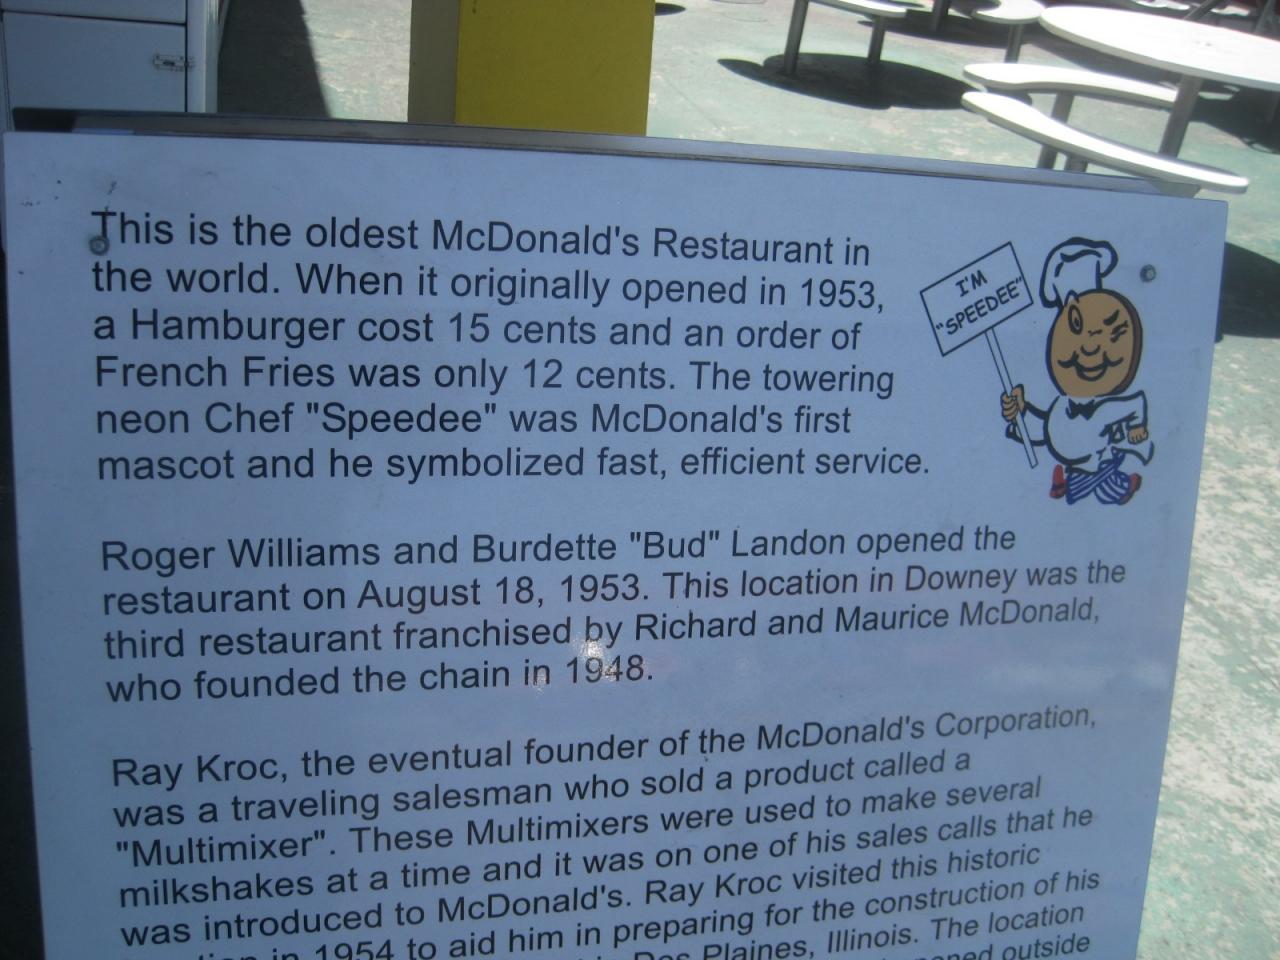 This is the oldest McDonald's Restaurant in
the world. When it originally opened in 1953,
a Hamburger cost 15 cents and an order of
French Fries was only 12 cents. The towering
neon Chef "Speedee" was McDonald's first
mascot and he symbolized fast, efficient service.
I'M
"SPEEDEE"
Roger Williams and Burdette "Bud" Landon opened the
restaurant on August 18, 1953. This location in Downey was the
third restaurant franchised by Richard and Maurice McDonald,
who founded the chain in 1948.
Ray Kroc, the eventual founder of the McDonald's Corporation,
was a traveling salesman who sold a product called a
"Multimixer". These Multimixers were used to make several
milkshakes at a time and it was on one of his sales calls that he
was introduced to McDonald's. Ray Kroc visited this historic
in 1954 to aid him in preparing for the construction of his
Des Plaines, Illinois. The location
outside